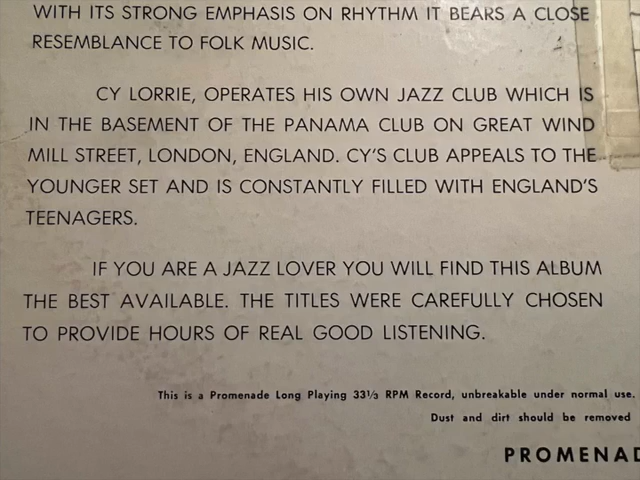 WITH ITS STRONG EMPHASIS ON RHYTHM IT BEARS A CLOSE
RESEMBLANCE TO FOLK MUSIC.
CY LORRIE, OPERATES HIS OWN JAZZ CLUB WHICH IS
IN THE BASEMENT OF THE PANAMA CLUB ON GREAT WIND
MILL STREET, LONDON, ENGLAND. CY'S CLUB APPEALS TO THE
YOUNGER SET AND IS CONSTANTLY FILLED WITH ENGLAND'S
TEENAGERS.
IF YOU ARE A JAZZ LOVER YOU WILL FIND THIS ALBUM
THE BEST AVAILABLE. THE TITLES WERE CAREFULLY CHOSEN
TO PROVIDE HOURS OF REAL GOOD LISTENING.
This is a Promenade Long Playing 33⅓ RPM Record, unbreakable under normal use.
Dust and dirt should be removed
PROMENAD